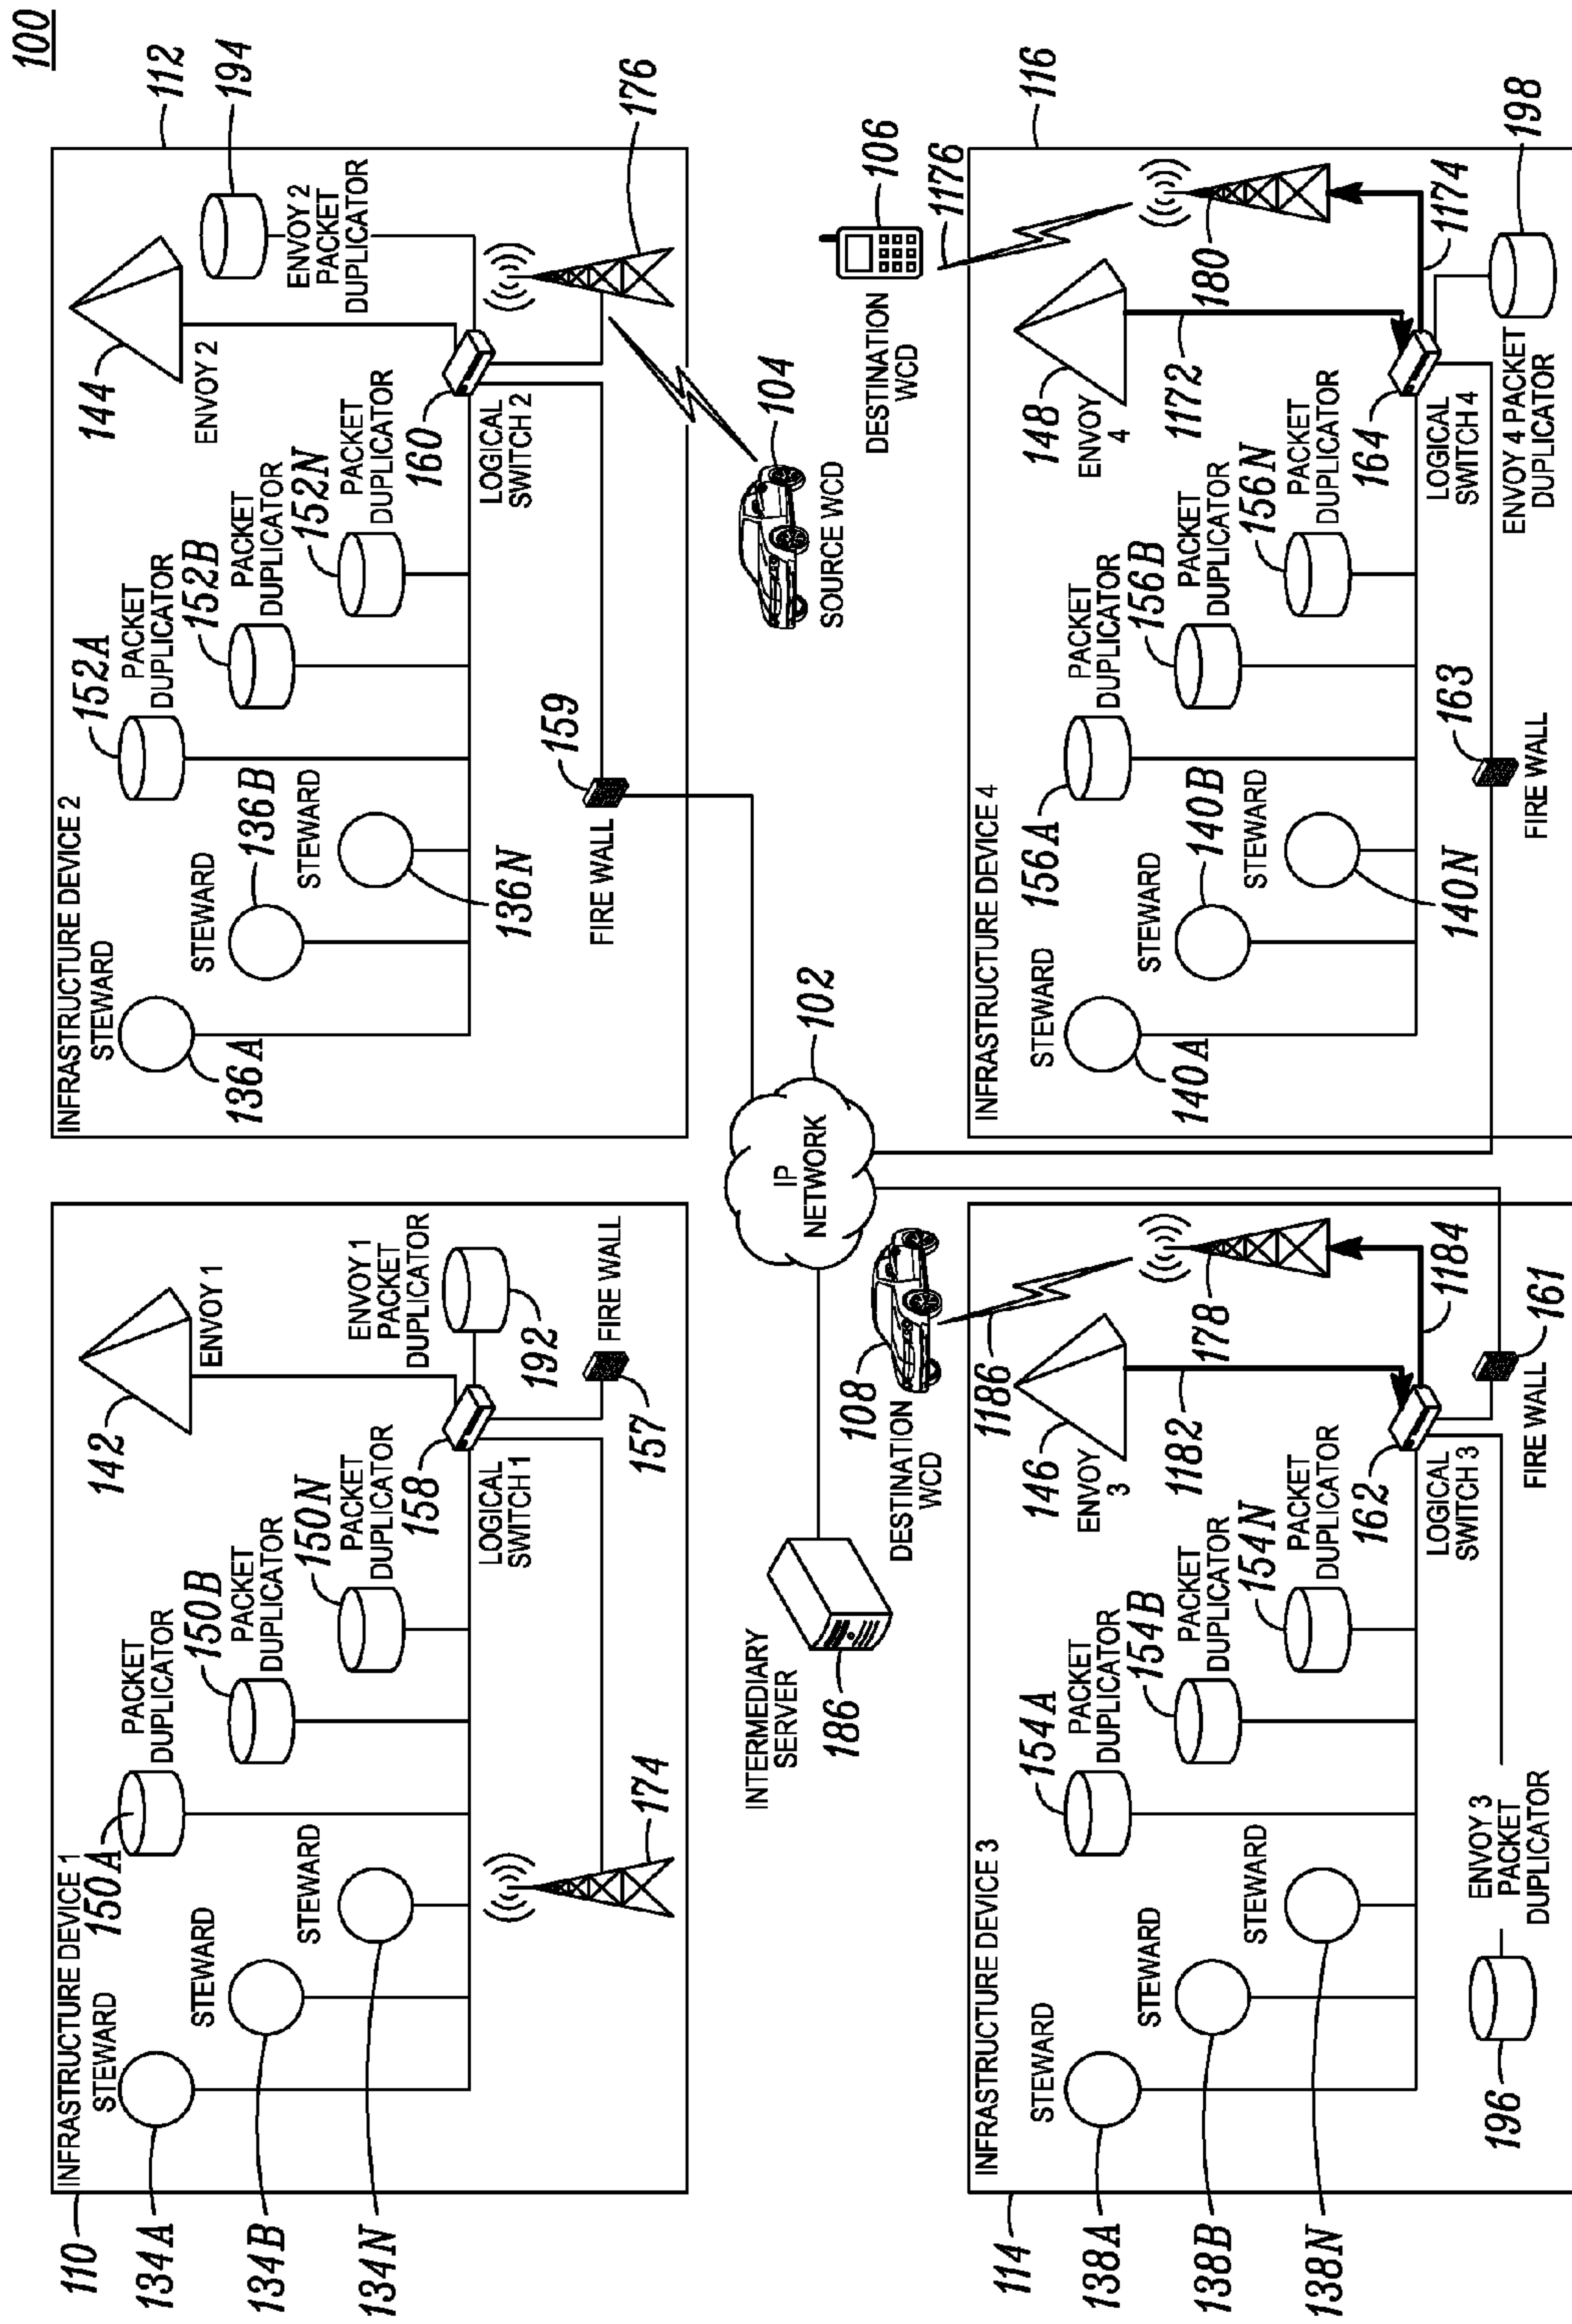 100
INFRASTRUCTURE DEVICE 1
110
STEWARD
134A
STEWARD
134B
STEWARD
134N
150A
PACKET
DUPLICATOR
150B
PACKET
DUPLICATOR
150N
PACKET
DUPLICATOR
142
ENVOY 1
158
LOGICAL
SWITCH 1
ENVOY 1
PACKET
DUPLICATOR
192
FIRE WALL
157
174
INFRASTRUCTURE DEVICE 2
112
STEWARD
136A
STEWARD
136B
STEWARD
136N
152A
PACKET
DUPLICATOR
152B
PACKET
DUPLICATOR
152N
PACKET
DUPLICATOR
144
ENVOY 2
160
LOGICAL
SWITCH 2
194
ENVOY 2
PACKET
DUPLICATOR
176
159
FIRE WALL
INTERMEDIARY
SERVER
186
IP
NETWORK
102
104
SOURCE WCD
106
DESTINATION
WCD
1176
108
DESTINATION
WCD
1186
INFRASTRUCTURE DEVICE 3
114
STEWARD
138A
STEWARD
138B
STEWARD
138N
154A
PACKET
DUPLICATOR
154B
PACKET
DUPLICATOR
154N
PACKET
DUPLICATOR
146
ENVOY
3
1182
178
1184
162
LOGICAL
SWITCH 3
161
FIRE WALL
ENVOY 3
PACKET
DUPLICATOR
196
INFRASTRUCTURE DEVICE 4
116
STEWARD
140A
STEWARD
140B
STEWARD
140N
156A
PACKET
DUPLICATOR
156B
PACKET
DUPLICATOR
156N
PACKET
DUPLICATOR
148
ENVOY
4
1172
180
1174
164
LOGICAL
SWITCH 4
163
FIRE WALL
198
ENVOY 4 PACKET
DUPLICATOR